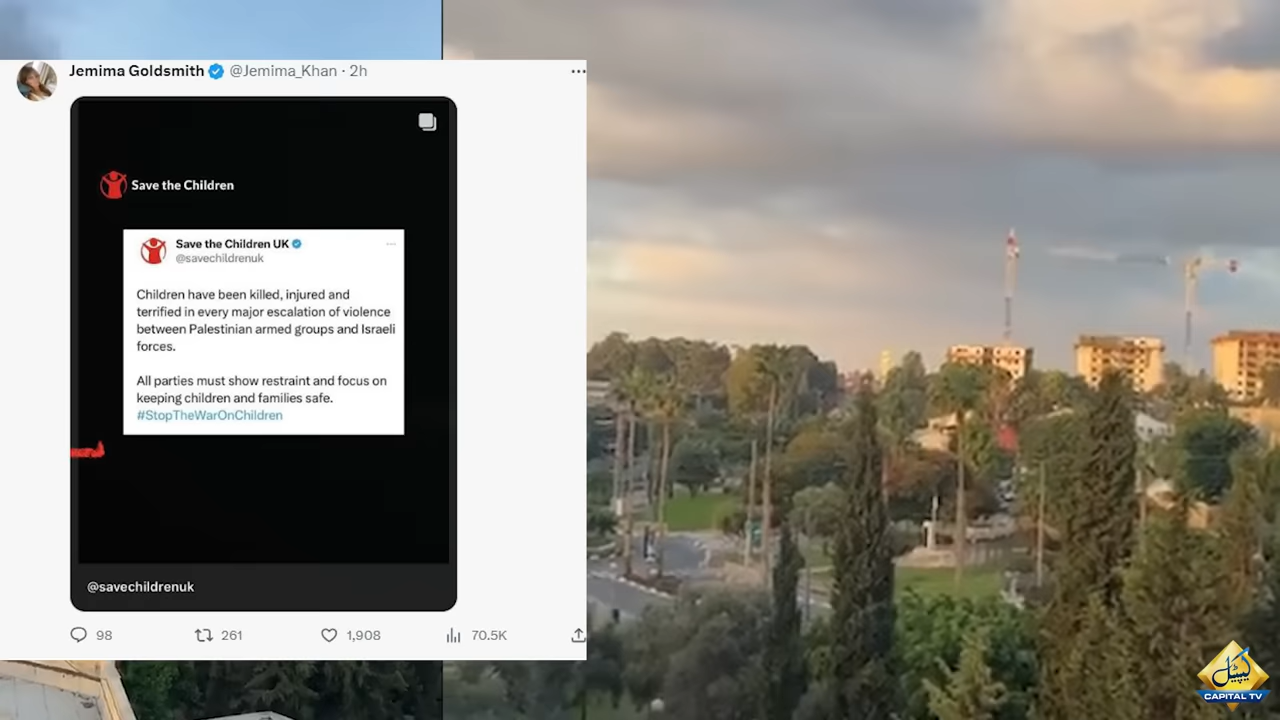 Jemima Goldsmith @Jemima_Khan · 2h
Save the Children
Save the Children UK
@savechildrenuk
Children have been killed, injured and
terrified in every major escalation of violence
between Palestinian armed groups and Israeli
forces.
All parties must show restraint and focus on
keeping children and families safe.
#StopTheWarOnChildren
@savechildrenuk
98 261 1,908 70.5K
کیپیٹل
CAPITAL TV